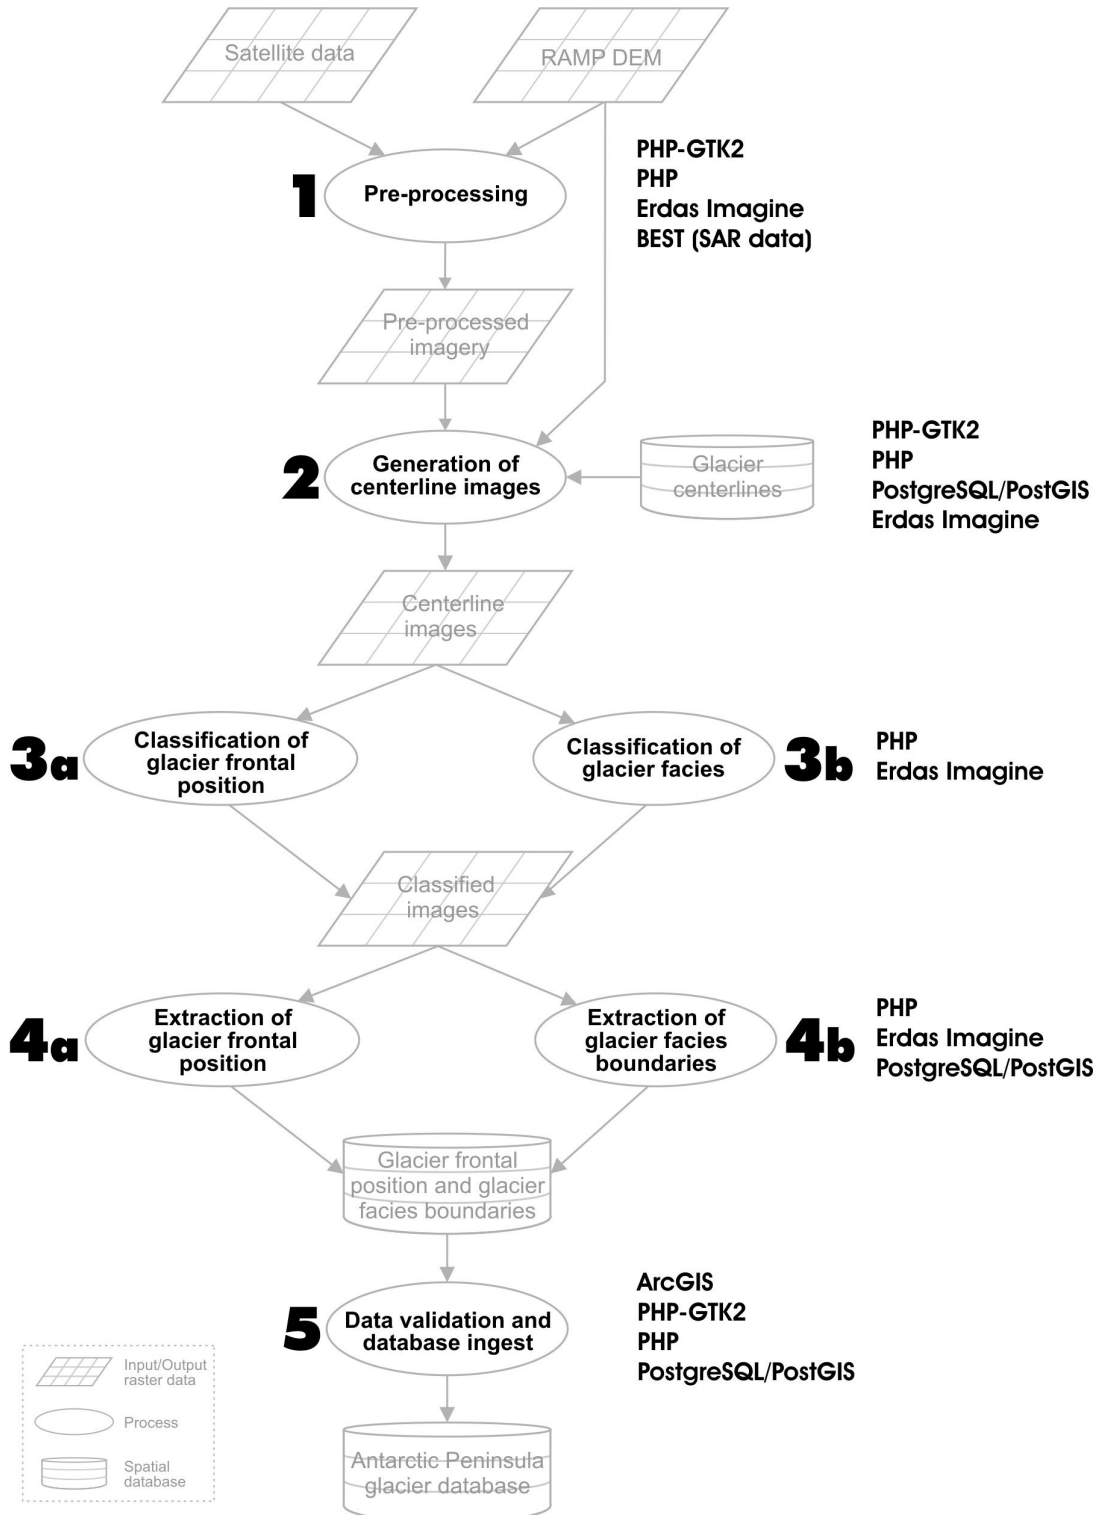 Satellite data
RAMP DEM
1
Pre-processing
PHP-GTK2
PHP
Erdas Imagine
BEST (SAR data)
Pre-processed
imagery
2
Generation of
centerline images
Glacier
centerlines
PHP-GTK2
PHP
PostgreSQL/PostGIS
Erdas Imagine
Centerline
images
3a
Classification of
glacier frontal
position
Classification of
glacier facies
3b
PHP
Erdas Imagine
Classified
images
4a
Extraction of
glacier frontal
position
Extraction of
glacier facies
boundaries
4b
PHP
Erdas Imagine
PostgreSQL/PostGIS
Glacier frontal
position and glacier
facies boundaries
5
Data validation and
database ingest
ArcGIS
PHP-GTK2
PHP
PostgreSQL/PostGIS
Input/Output
raster data
Process
Spatial
database
Antarctic Peninsula
glacier database